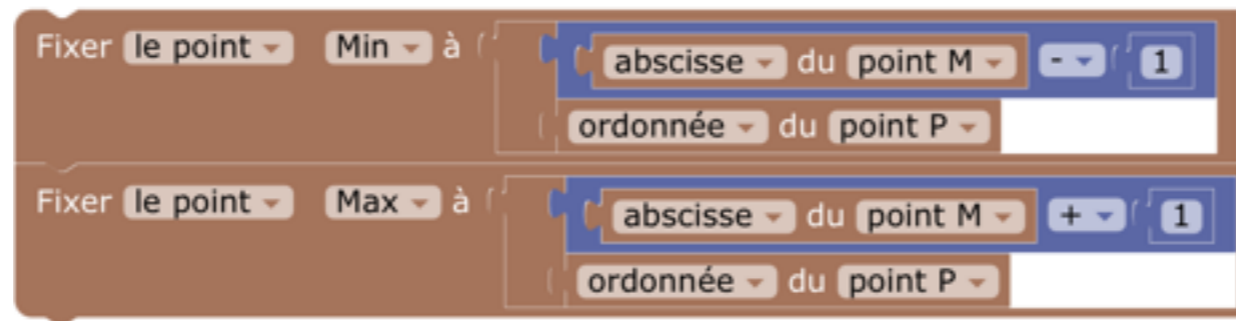 Fixer le point Min à abscisse du point M - 1
ordonnée du point P
Fixer le point Max à abscisse du point M + 1
ordonnée du point P